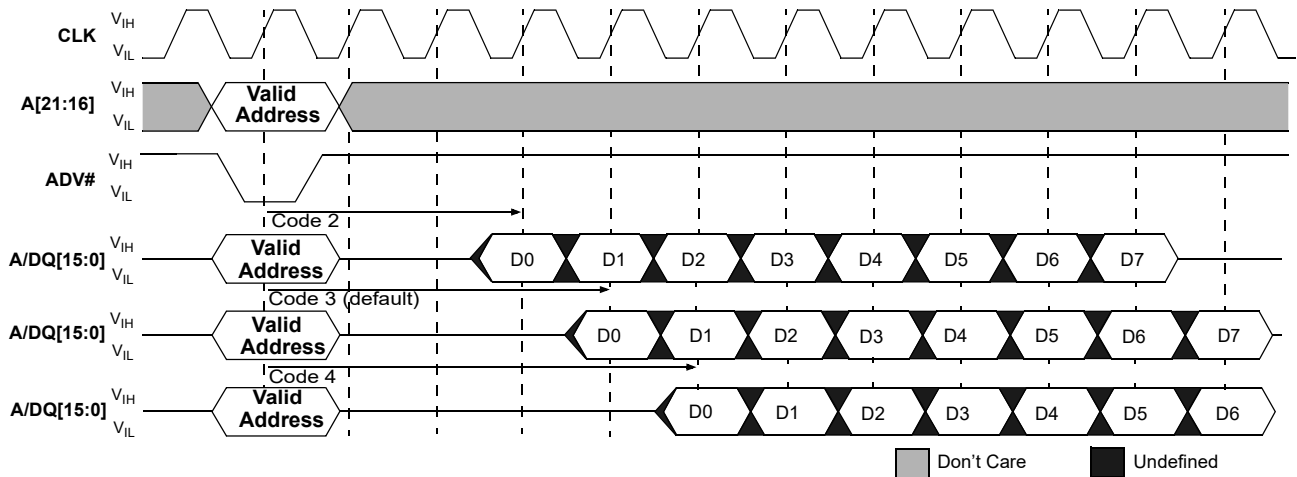 CLK VIH
VIL
A[21:16] VIH Valid
VIL Address
ADV# VIH
VIL
Code 2
A/DQ[15:0] VIH Valid D0 D1 D2 D3 D4 D5 D6 D7
VIL Address
Code 3 (default)
A/DQ[15:0] VIH Valid D0 D1 D2 D3 D4 D5 D6 D7
VIL Address
Code 4
A/DQ[15:0] VIH Valid D0 D1 D2 D3 D4 D5 D6
VIL Address
Don't Care Undefined